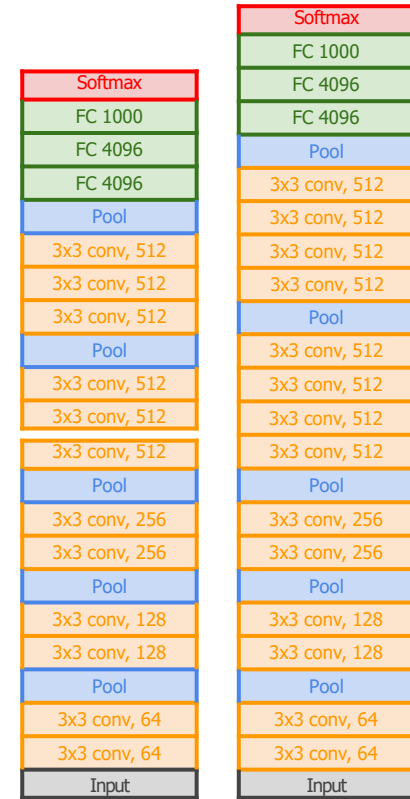 Softmax
FC 1000
FC 4096
FC 4096
Pool
3x3 conv, 512
3x3 conv, 512
3x3 conv, 512
Pool
3x3 conv, 512
3x3 conv, 512
3x3 conv, 512
Pool
3x3 conv, 256
3x3 conv, 256
Pool
3x3 conv, 128
3x3 conv, 128
Pool
3x3 conv, 64
3x3 conv, 64
Input
Softmax
FC 1000
FC 4096
FC 4096
Pool
3x3 conv, 512
3x3 conv, 512
3x3 conv, 512
3x3 conv, 512
Pool
3x3 conv, 512
3x3 conv, 512
3x3 conv, 512
3x3 conv, 512
Pool
3x3 conv, 256
3x3 conv, 256
Pool
3x3 conv, 128
3x3 conv, 128
Pool
3x3 conv, 64
3x3 conv, 64
Input